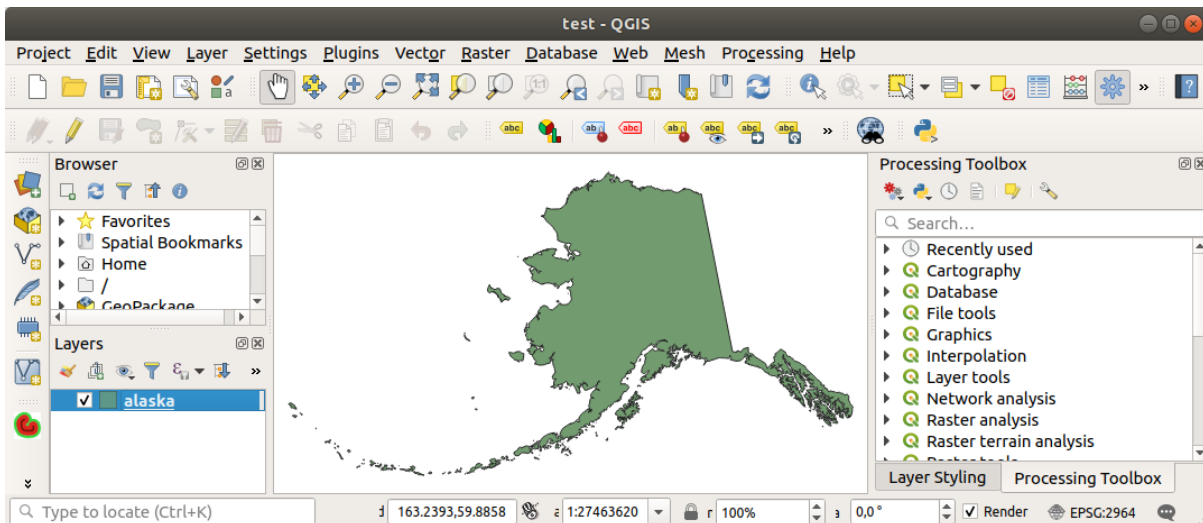 test - QGIS
Project Edit View Layer Settings Plugins Vector Raster Database Web Mesh Processing Help
Browser
Favorites
Spatial Bookmarks
Home
/
GeoPackage
Layers
alaska
Processing Toolbox
Search...
Recently used
Cartography
Database
File tools
Graphics
Interpolation
Layer tools
Network analysis
Raster analysis
Raster terrain analysis
Raster tools
Layer Styling Processing Toolbox
Type to locate (Ctrl+K) 163.2393,59.8858 1:27463620 100% 0,0 ° Render EPSG:2964